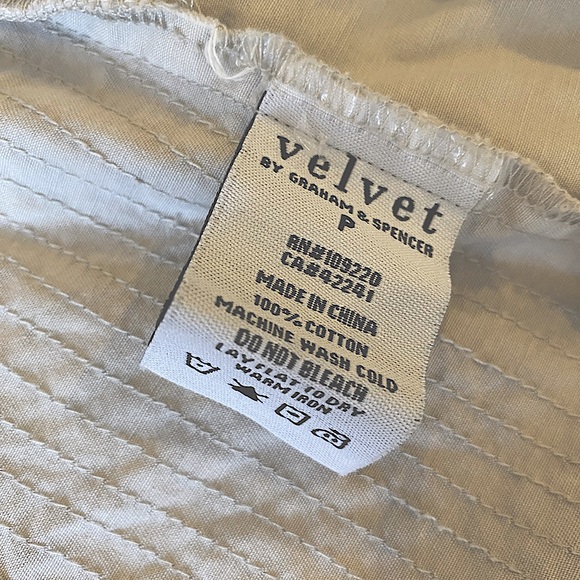 velvet
BY GRAHAM & SPENCER
P
RN#109220
CA#42241
MADE IN CHINA
100% COTTON
MACHINE WASH COLD
DO NOT BLEACH
LAY FLAT TO DRY
WARM IRON